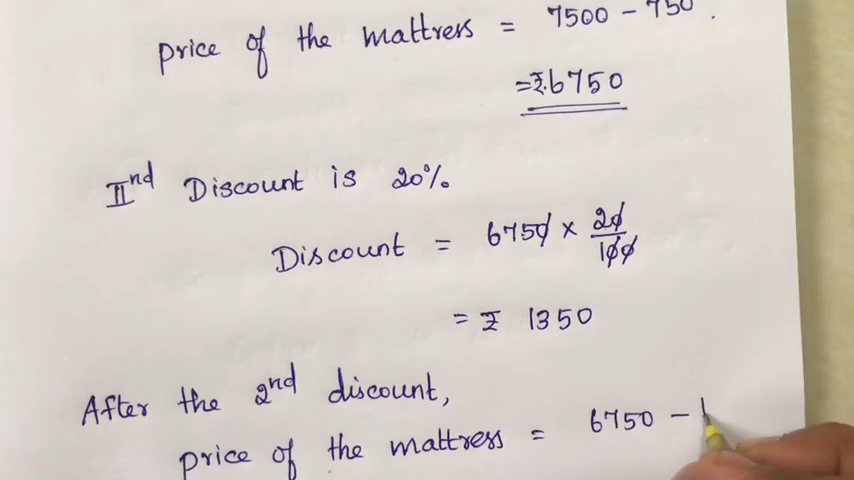 price of the mattress = 7500 - 750.
= ₹.6750
IInd Discount is 20%.
Discount = 6750 × 20/100
= ₹ 1350
After the 2nd discount,
price of the mattress = 6750 - 1